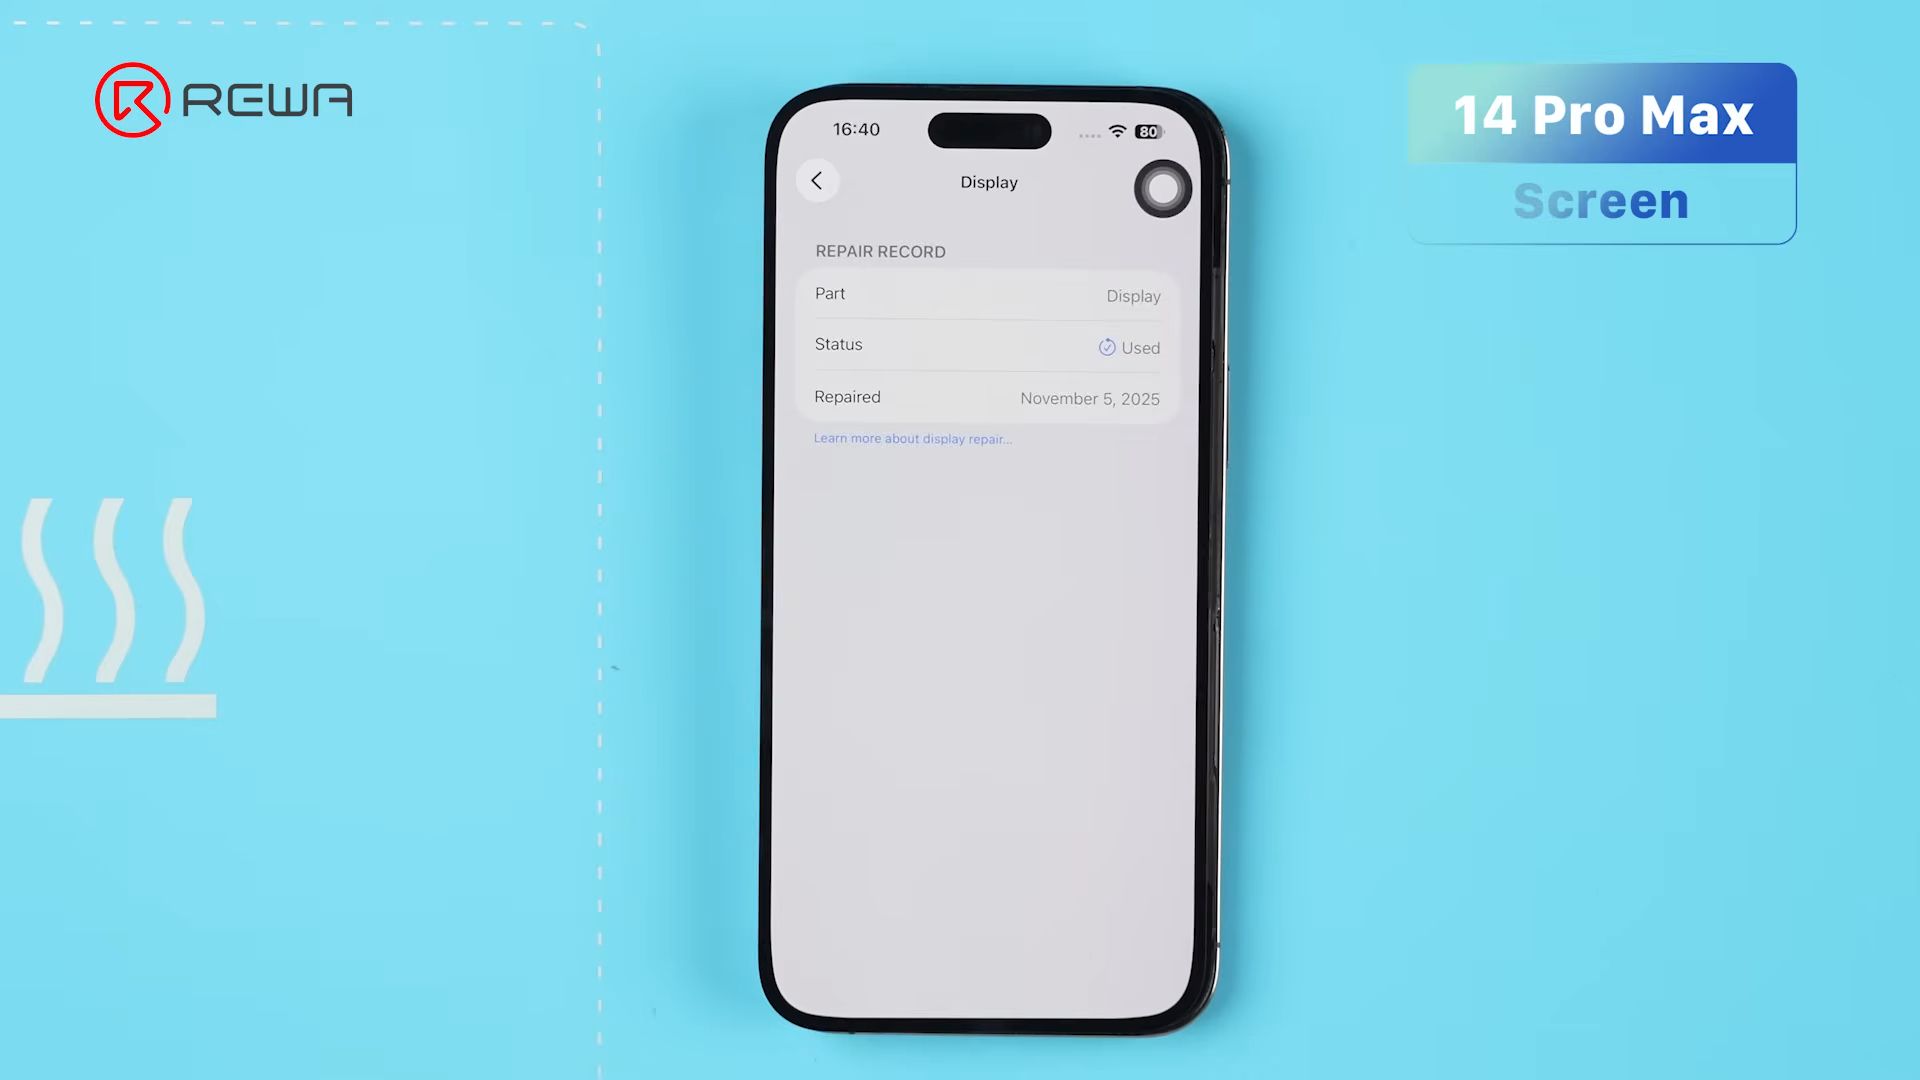 REWA
14 Pro Max
Screen
16:40
80
Display
REPAIR RECORD
Part Display
Status Used
Repaired November 5, 2025
Learn more about display repair...